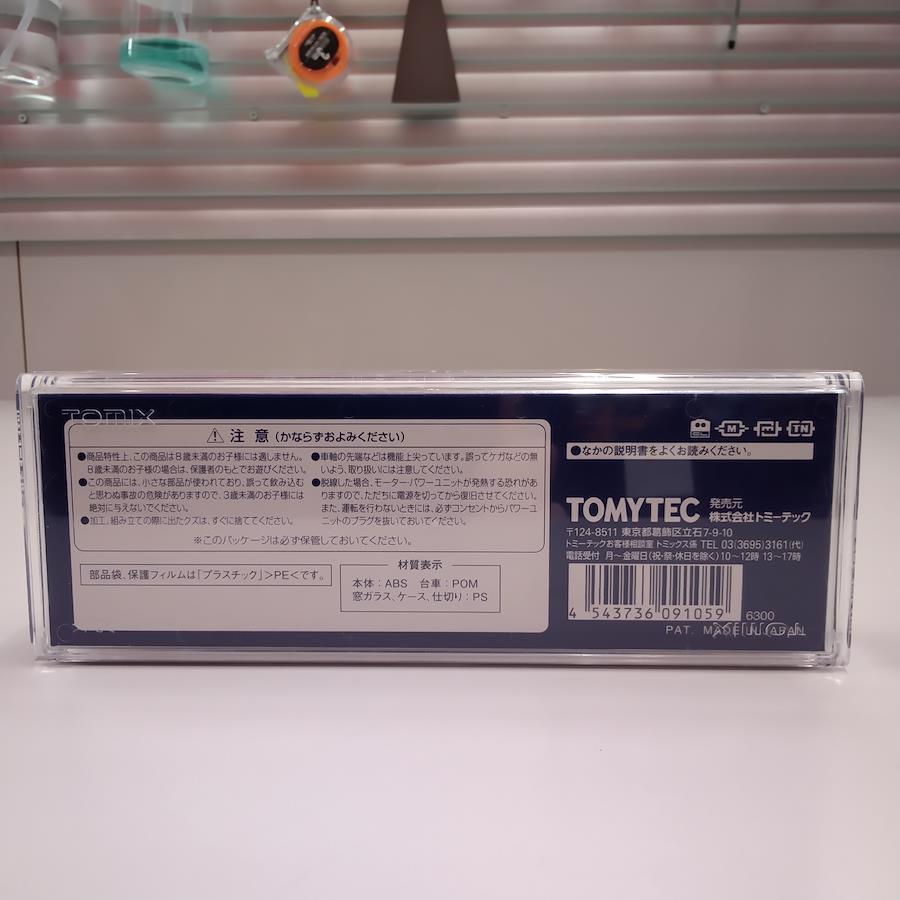 TOMIX
⚠ 注 意 (かならずおよみください)
●商品特性上、この商品は8歳未満のお子様には適しません。
8歳未満のお子様の場合は、保護者のもとでお遊びください。
●この商品には、小さな部品が使われており、誤って飲み込む
と思わぬ事故の危険がありますので、3歳未満のお子様には
絶対に与えないでください。
●加工、組み立ての際に出たクズは、すぐに捨ててください。
●車軸の先端などは機能上尖っています。誤ってケガなどの無
いよう、取り扱いには注意してください。
●脱線した場合、モーターパワーユニットが発熱する恐れがあ
りますので、ただちに電源を切ってから復旧させてください。
また、運転を行わないときには、必ずコンセントからパワーユ
ニットのプラグを抜いておいてください。
※このパッケージは必ず保管しておいてください。
部品袋、保護フィルムは「プラスチック」>PE<です。
材質表示
本体:ABS 台車:POM
窓ガラス、ケース、仕切り:PS
M
TN
●なかの説明書をよくお読みください。
TOMYTEC 発売元
株式会社トミーテック
〒124-8511 東京都葛飾区立石7-9-10
トミーテックお客様相談室 トミックス係 TEL 03(3695)3161(代)
電話受付 月〜金曜日(祝・祭・休日を除く)10〜12時 13〜17時
4 543736 091059
6300
PAT. MADE IN JAPAN
TOMIX